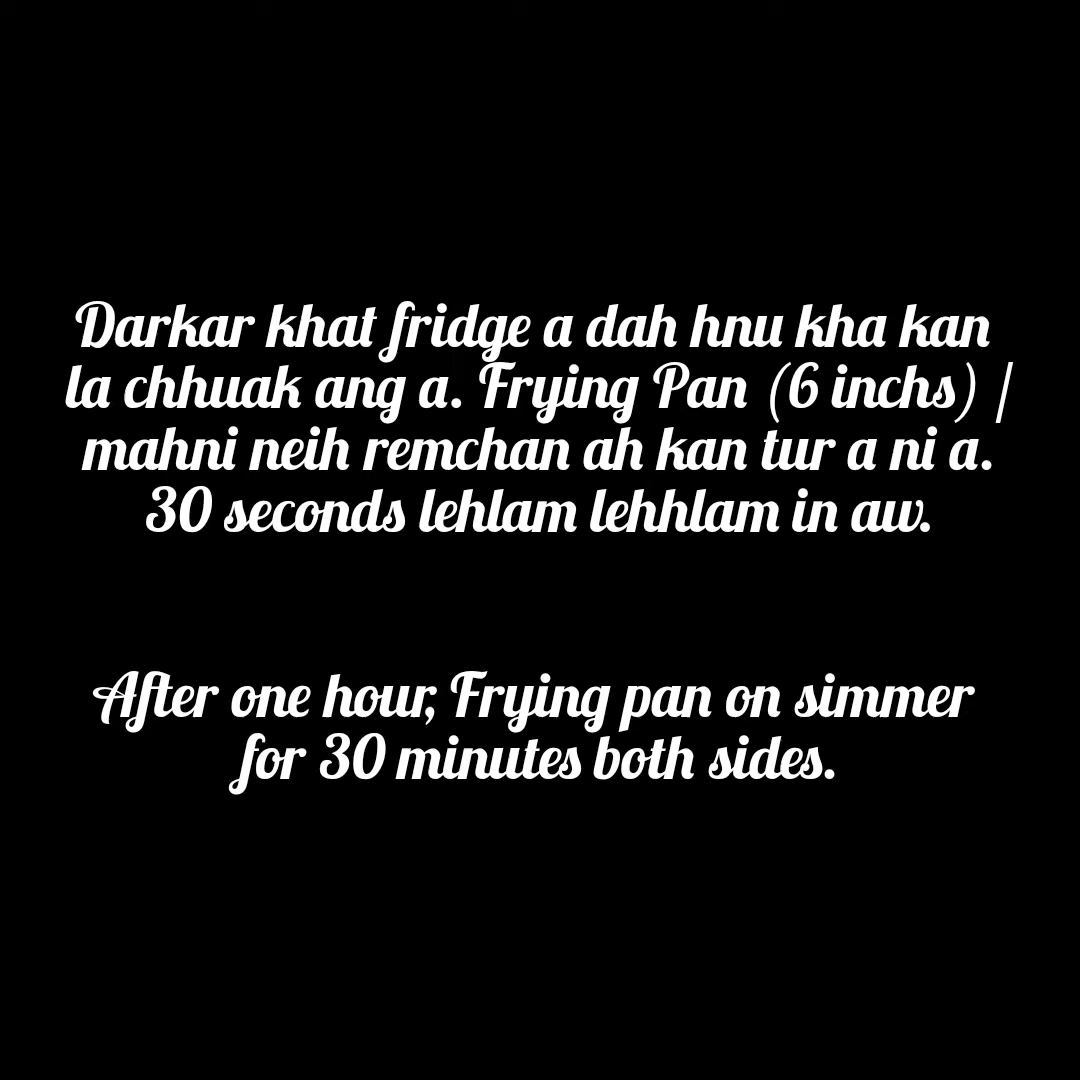 Darkar khat fridge a dah hnu kha kan
la chhuak ang a. Frying Pan (6 inchs) |
mahni neih remchan ah kan tur a ni a.
30 seconds lehlam lehhlam in aw.
After one hour, Frying pan on simmer
for 30 minutes both sides.